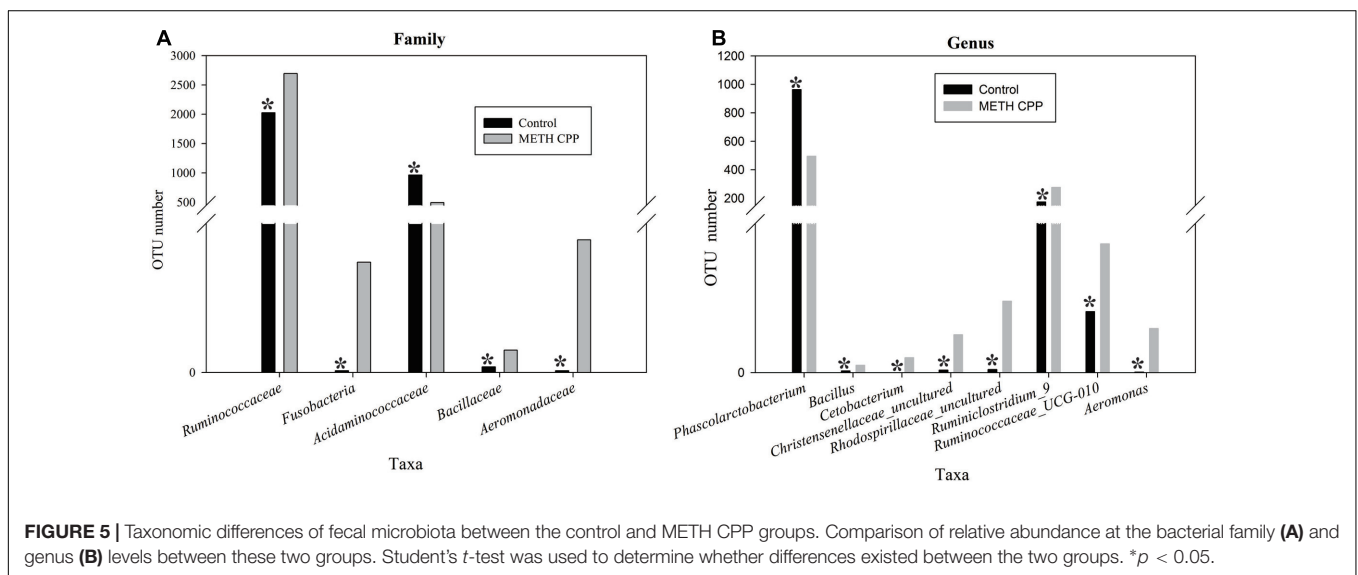 A
Family
3000
2500
2000
1500
1000
500
0
OTU number
Control
METH CPP
*
*
*
*
*
Ruminococcaceae
Fusobacteria
Acidaminococcaceae
Bacillaceae
Aeromonadaceae
Taxa
B
Genus
1200
1000
800
600
400
200
0
OTU number
Control
METH CPP
*
*
*
*
*
*
*
*
Phascolarctobacterium
Bacillus
Cetobacterium
Christensenellaceae_uncultured
Rhodospirillaceae_uncultured
Ruminiclostridium_9
Ruminococcaceae_UCG-010
Aeromonas
Taxa
FIGURE 5 | Taxonomic differences of fecal microbiota between the control and METH CPP groups. Comparison of relative abundance at the bacterial family (A) and
genus (B) levels between these two groups. Student's t-test was used to determine whether differences existed between the two groups. *p < 0.05.